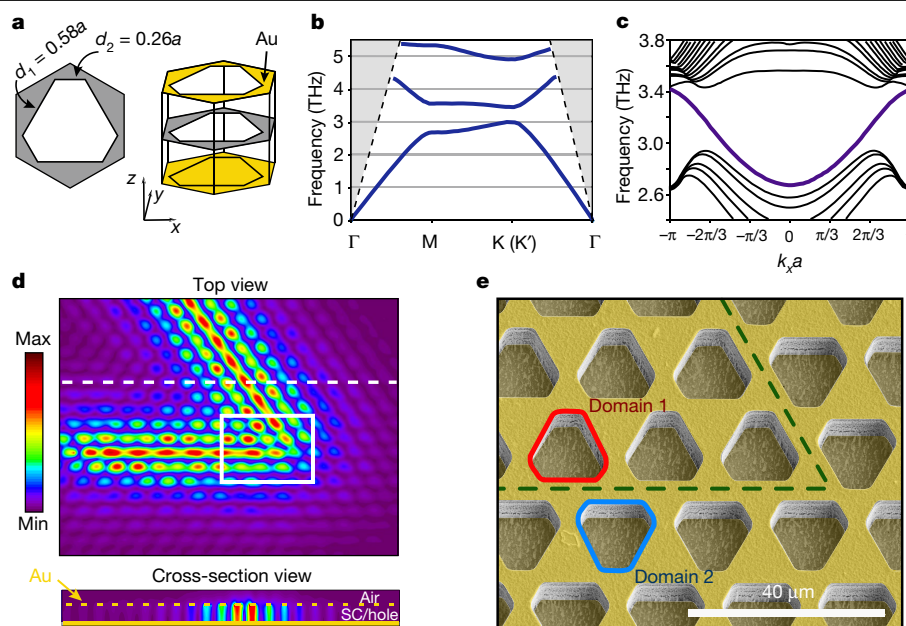 a
d₁ = 0.58a
d₂ = 0.26a
Au
z
y
x
b
Frequency (THz)
5
4
3
2
1
0
Γ M K (K′) Γ
c
Frequency (THz)
3.8
3.4
3.0
2.6
−π −2π/3 −π/3 0 π/3 2π/3
kₓa
d
Top view
Max
Min
Cross-section view
Au
Air
SC/hole
e
Domain 1
Domain 2
40 μm